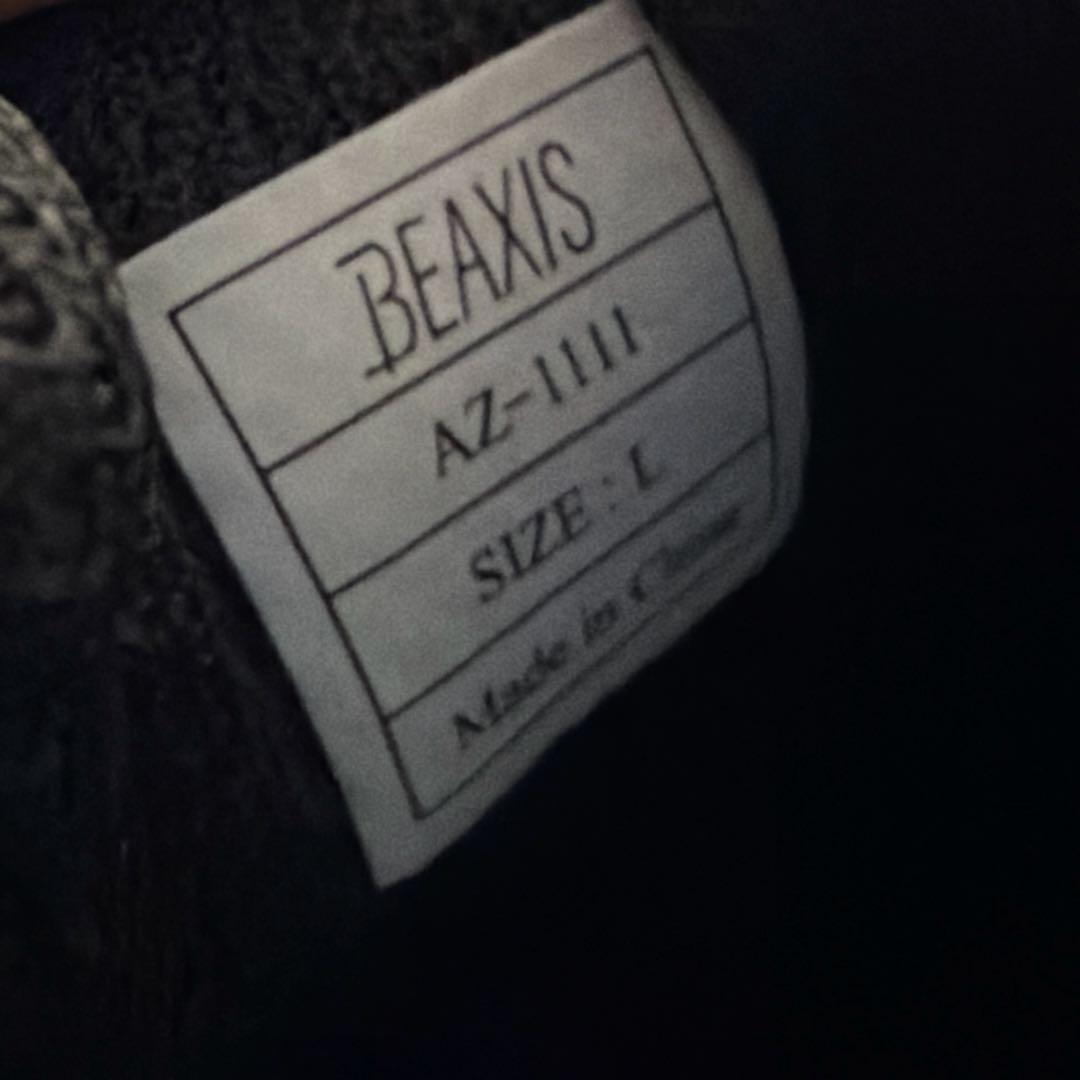 BEAXIS
AZ-1111
SIZE : L
Made in China